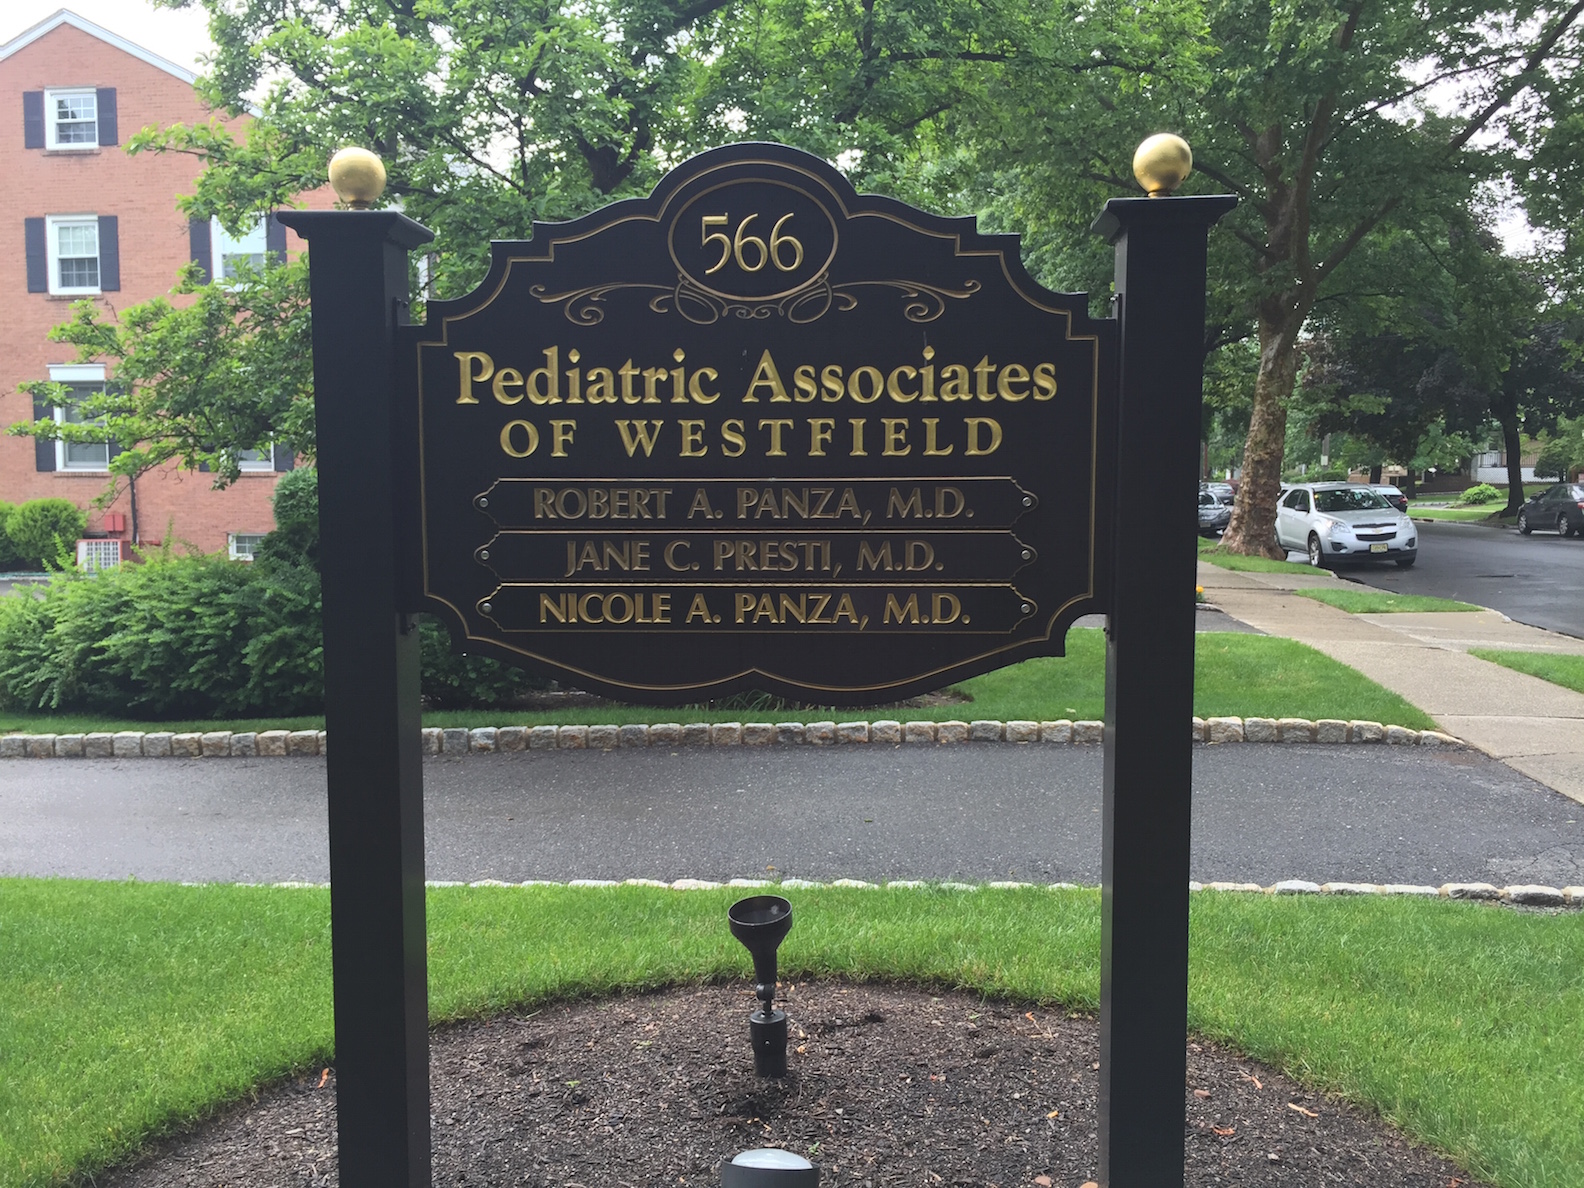 566
Pediatric Associates
OF WESTFIELD
ROBERT A. PANZA, M.D.
JANE C. PRESTI, M.D.
NICOLE A. PANZA, M.D.